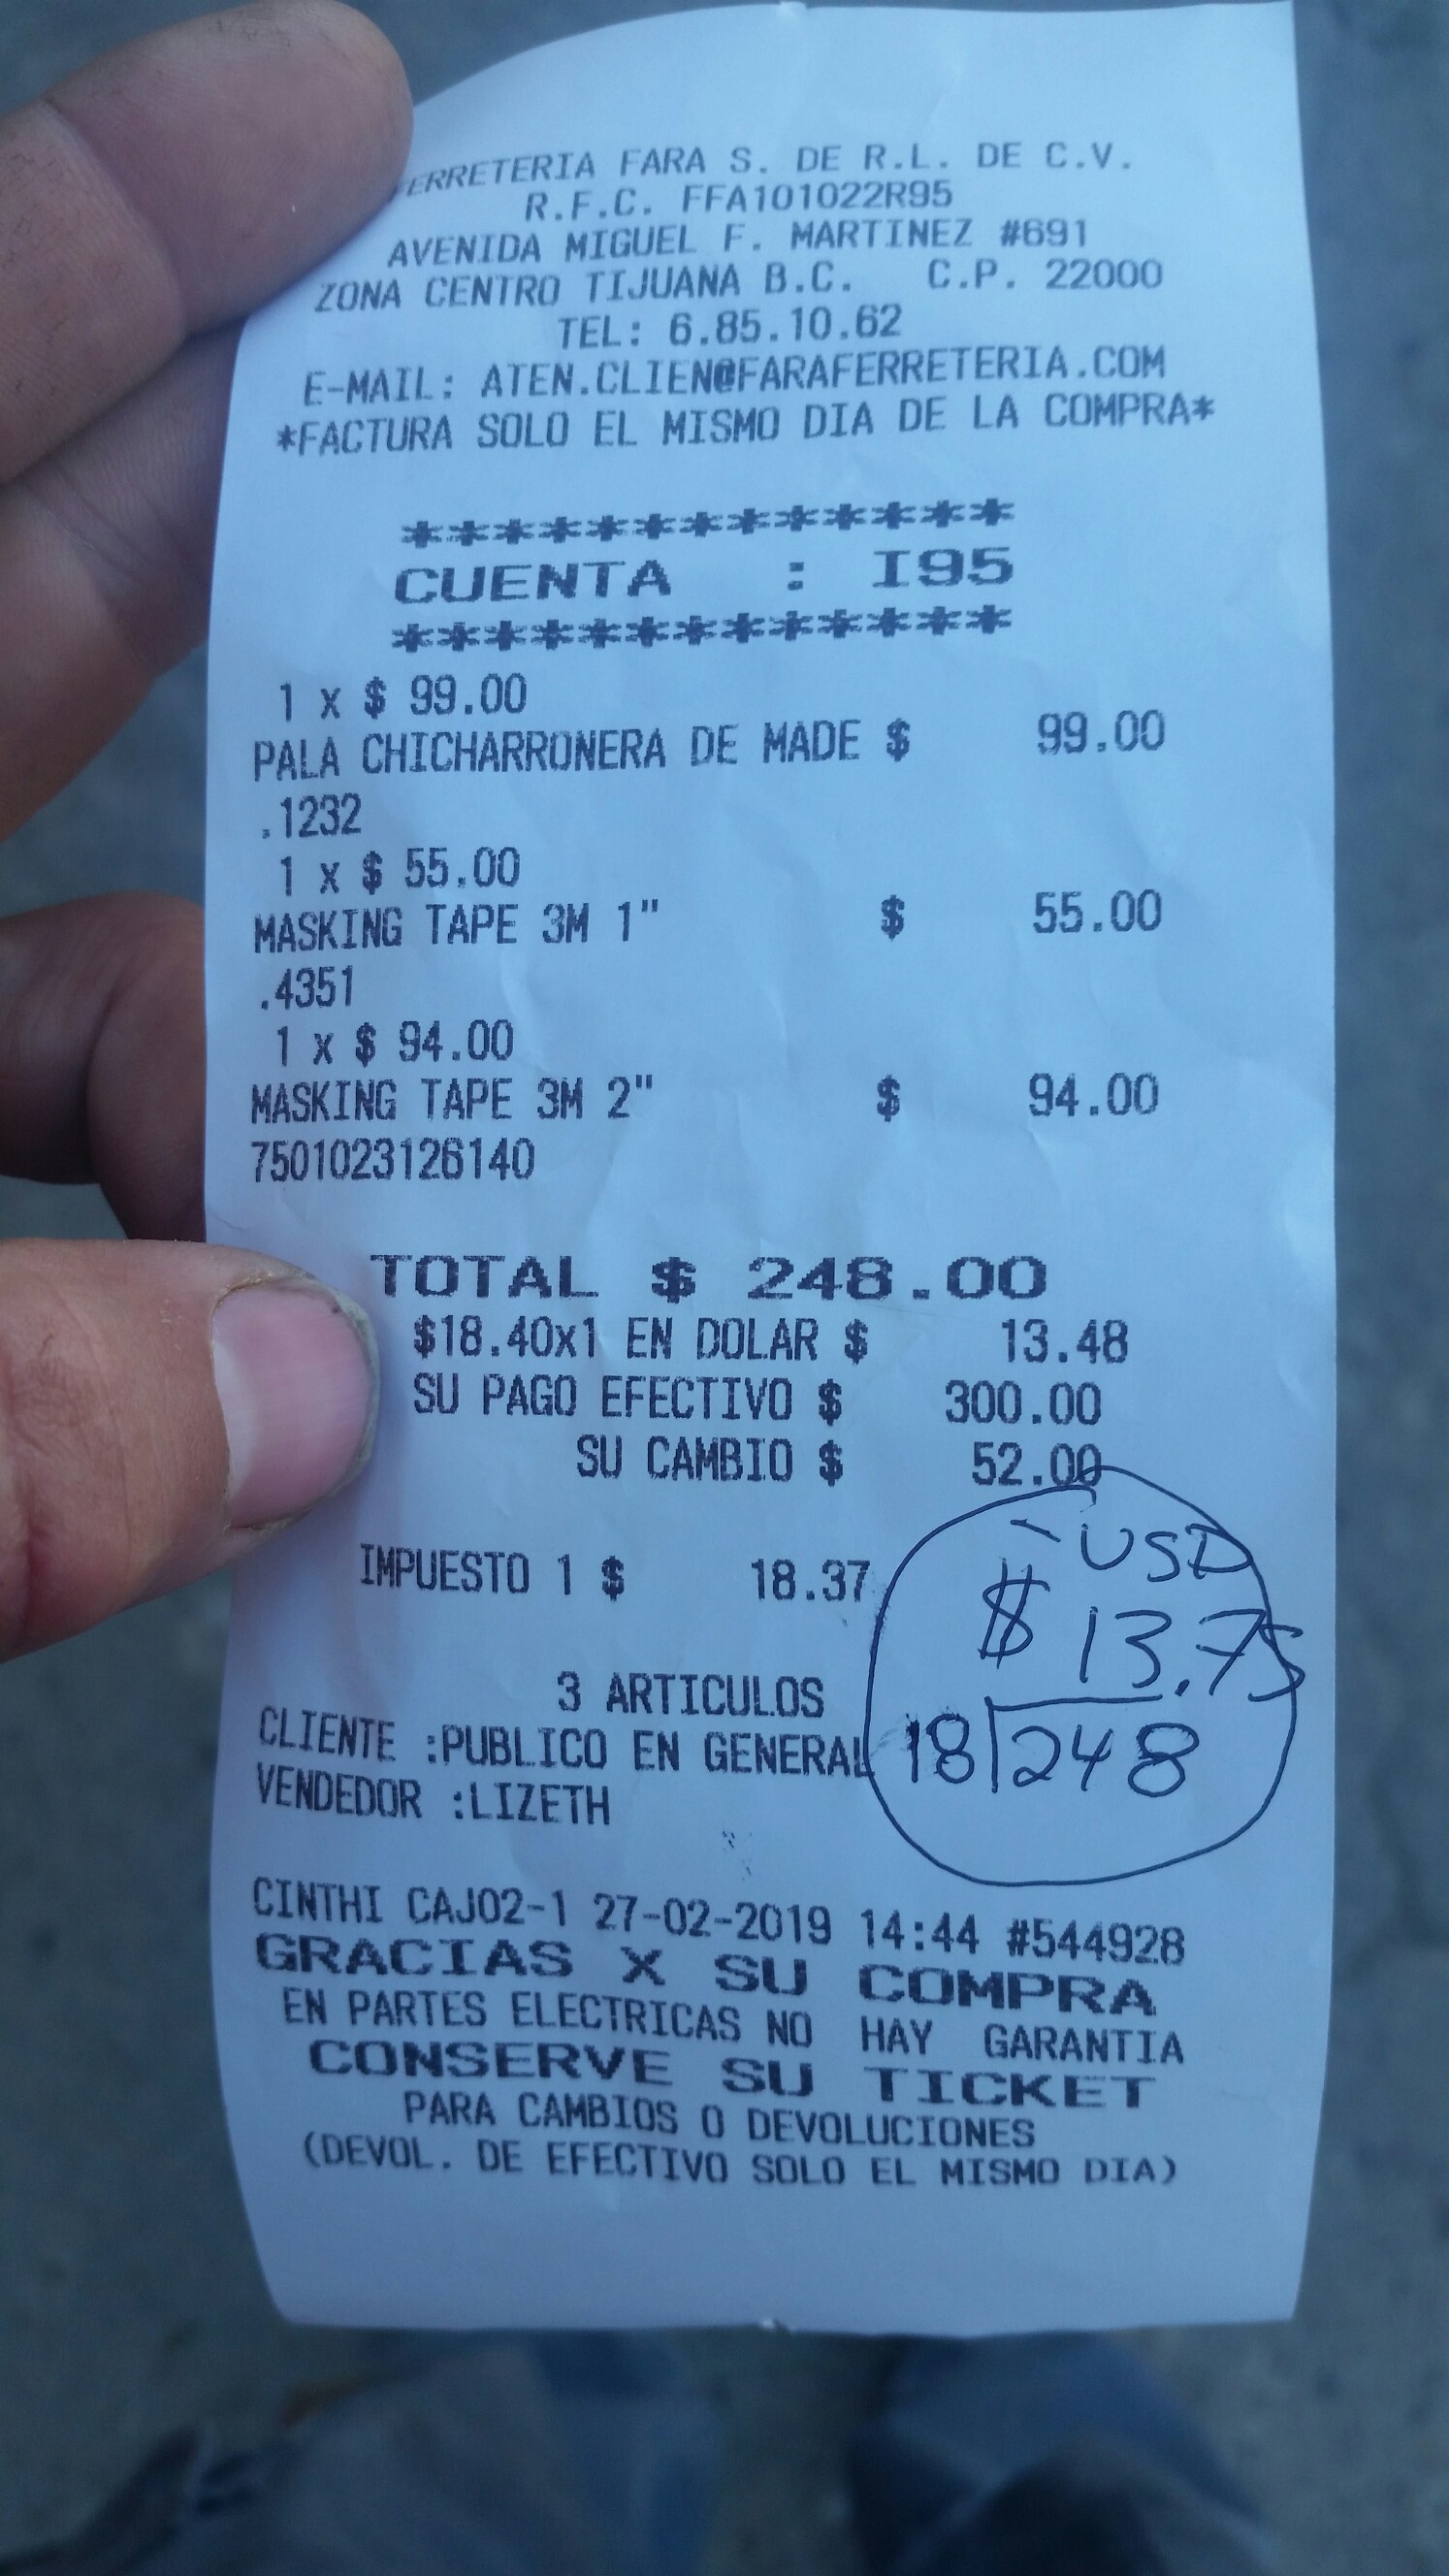 ERRETERIA FARA S. DE R.L. DE C.V.
R.F.C. FFA101022R95
AVENIDA MIGUEL F. MARTINEZ #691
ZONA CENTRO TIJUANA B.C. C.P. 22000
TEL: 6.85.10.62
E-MAIL: ATEN.CLIEN@FARAFERRETERIA.COM
*FACTURA SOLO EL MISMO DIA DE LA COMPRA*
**************
CUENTA : I95
**************
1 x $ 99.00
PALA CHICHARRONERA DE MADE $ 99.00
.1232
1 x $ 55.00
MASKING TAPE 3M 1" $ 55.00
.4351
1 x $ 94.00
MASKING TAPE 3M 2" $ 94.00
7501023126140
TOTAL $ 248.00
$18.40x1 EN DOLAR $ 13.48
SU PAGO EFECTIVO $ 300.00
SU CAMBIO $ 52.00
- USD
IMPUESTO 1 $ 18.37
$ 13.75
3 ARTICULOS
18 248
CLIENTE :PUBLICO EN GENERAL
VENDEDOR :LIZETH
CINTHI CAJ02-1 27-02-2019 14:44 #544928
GRACIAS X SU COMPRA
EN PARTES ELECTRICAS NO HAY GARANTIA
CONSERVE SU TICKET
PARA CAMBIOS O DEVOLUCIONES
(DEVOL. DE EFECTIVO SOLO EL MISMO DIA)